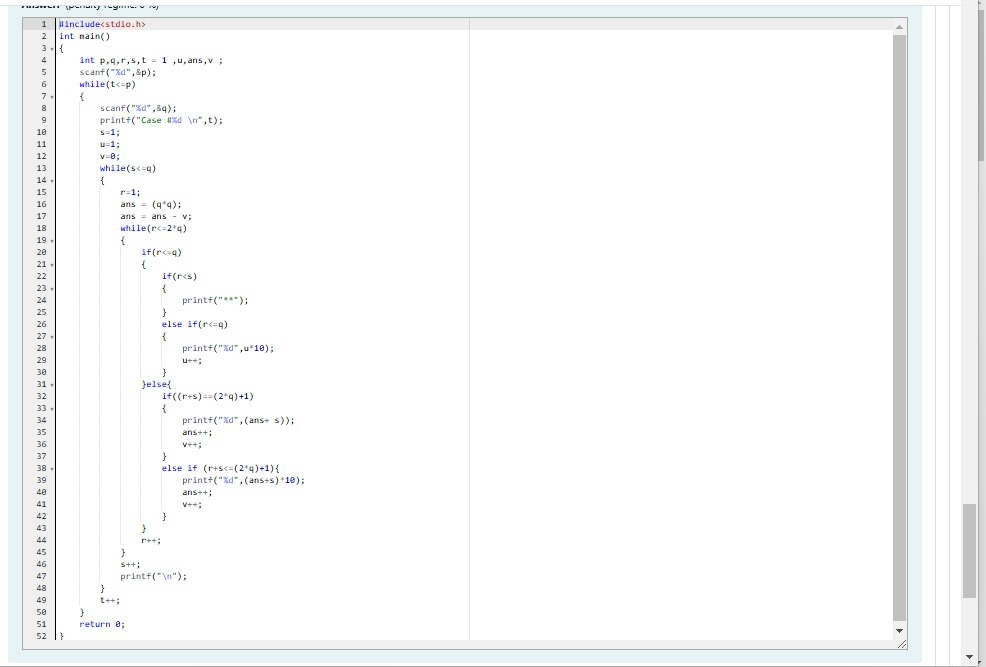 1 #include<stdio.h>
2 int main()
3 {
4 int p,q,r,s,t = 1 ,u,ans,v ;
5 scanf("%d",&p);
6 while(t<=p)
7 {
8 scanf("%d",&q);
9 printf("Case #%d \n",t);
10 s=1;
11 u=1;
12 v=0;
13 while(s<=q)
14 {
15 r=1;
16 ans = (q*q);
17 ans = ans - v;
18 while(r<=2*q)
19 {
20 if(r<=q)
21 {
22 if(r<s)
23 {
24 printf("**");
25 }
26 else if(r<=q)
27 {
28 printf("%d",u*10);
29 u++;
30 }
31 }else{
32 if((r+s)==(2*q)+1)
33 {
34 printf("%d",(ans+ s));
35 ans++;
36 v++;
37 }
38 else if (r+s<=(2*q)+1){
39 printf("%d",(ans+s)*10);
40 ans++;
41 v++;
42 }
43 }
44 r++;
45 }
46 s++;
47 printf("\n");
48 }
49 t++;
50 }
51 return 0;
52 }